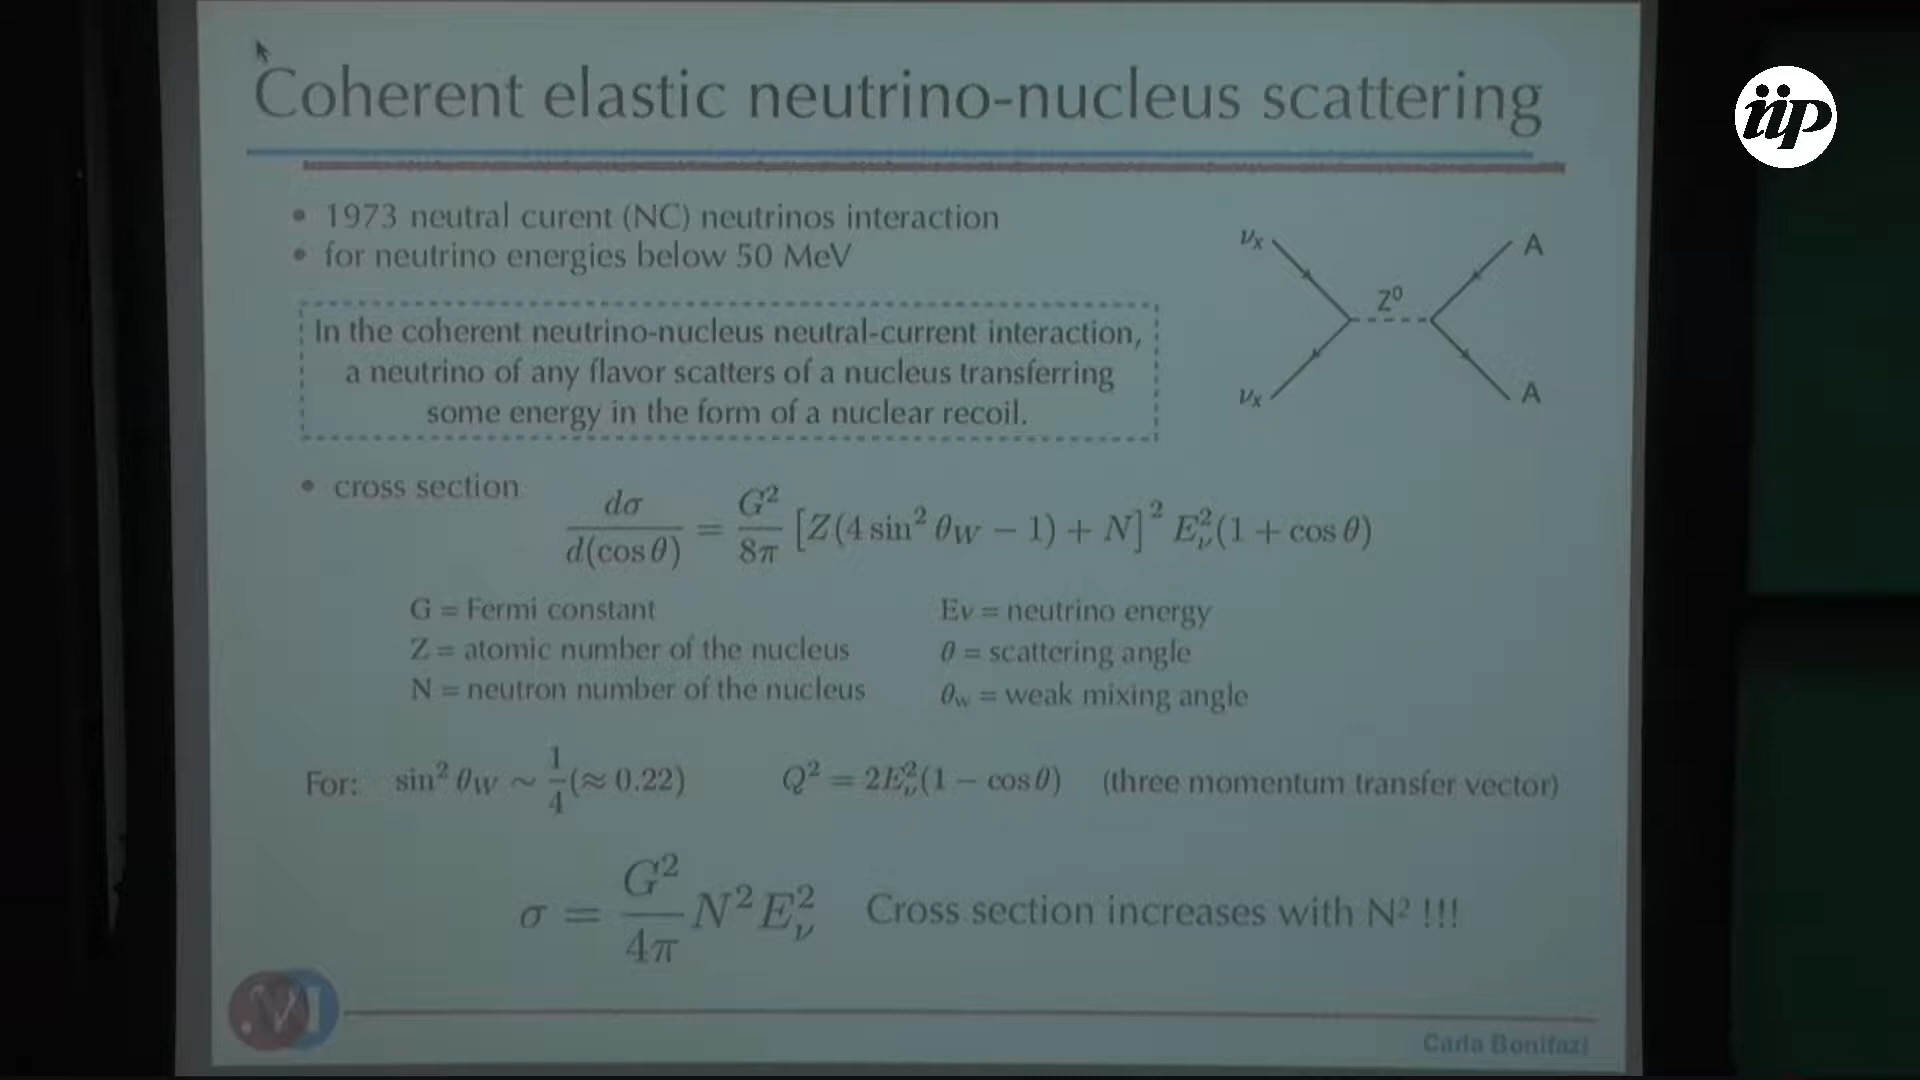 iip
Coherent elastic neutrino-nucleus scattering
• 1973 neutral curent (NC) neutrinos interaction
• for neutrino energies below 50 MeV
νx
A
Z⁰
νx
A
In the coherent neutrino-nucleus neutral-current interaction,
a neutrino of any flavor scatters of a nucleus transferring
some energy in the form of a nuclear recoil.
• cross section
dσ/d(cosθ) = G²/8π [Z(4 sin² θW − 1) + N]² Eν²(1 + cos θ)
G = Fermi constant
Z = atomic number of the nucleus
N = neutron number of the nucleus
Eν = neutrino energy
θ = scattering angle
θw = weak mixing angle
For: sin² θW ∼ 1/4 (≈ 0.22) Q² = 2Eν²(1 − cos θ) (three momentum transfer vector)
σ = G²/4π N² Eν² Cross section increases with N² !!!
Carla Bonifazi